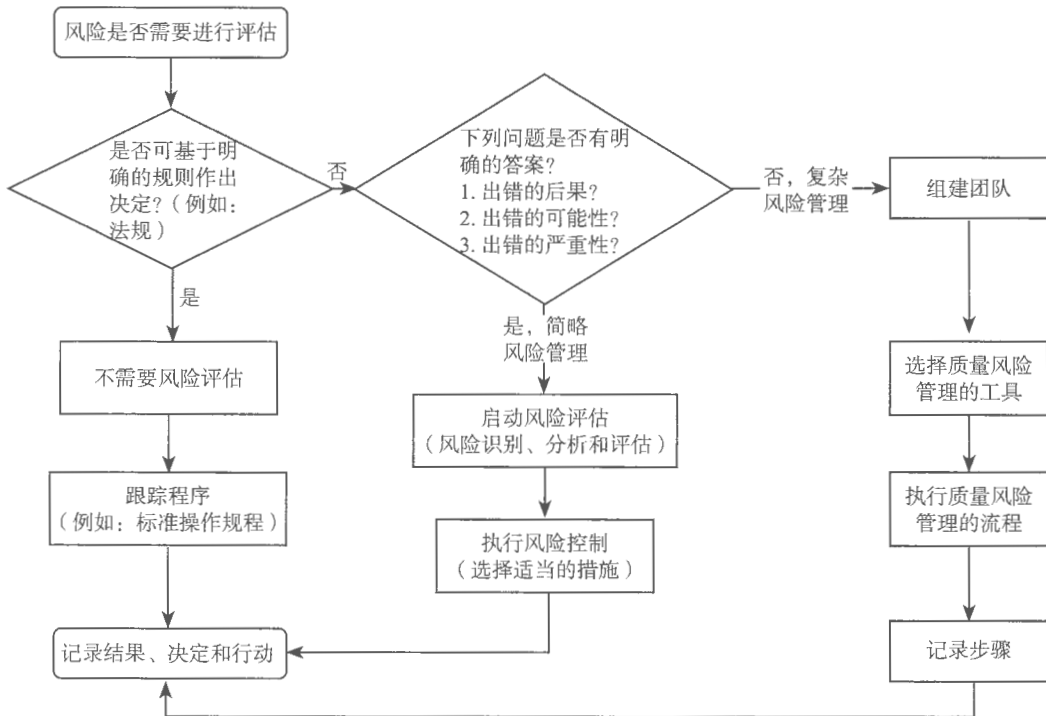 风险是否需要进行评估
是否可基于明
确的规则作出
决定?(例如:
法规)
否
是
不需要风险评估
跟踪程序
(例如:标准操作规程)
记录结果、决定和行动
下列问题是否有明
确的答案?
1. 出错的后果?
2. 出错的可能性?
3. 出错的严重性?
是,简略
风险管理
启动风险评估
(风险识别、分析和评估)
执行风险控制
(选择适当的措施)
否,复杂
风险管理
组建团队
选择质量风险
管理的工具
执行质量风险
管理的流程
记录步骤